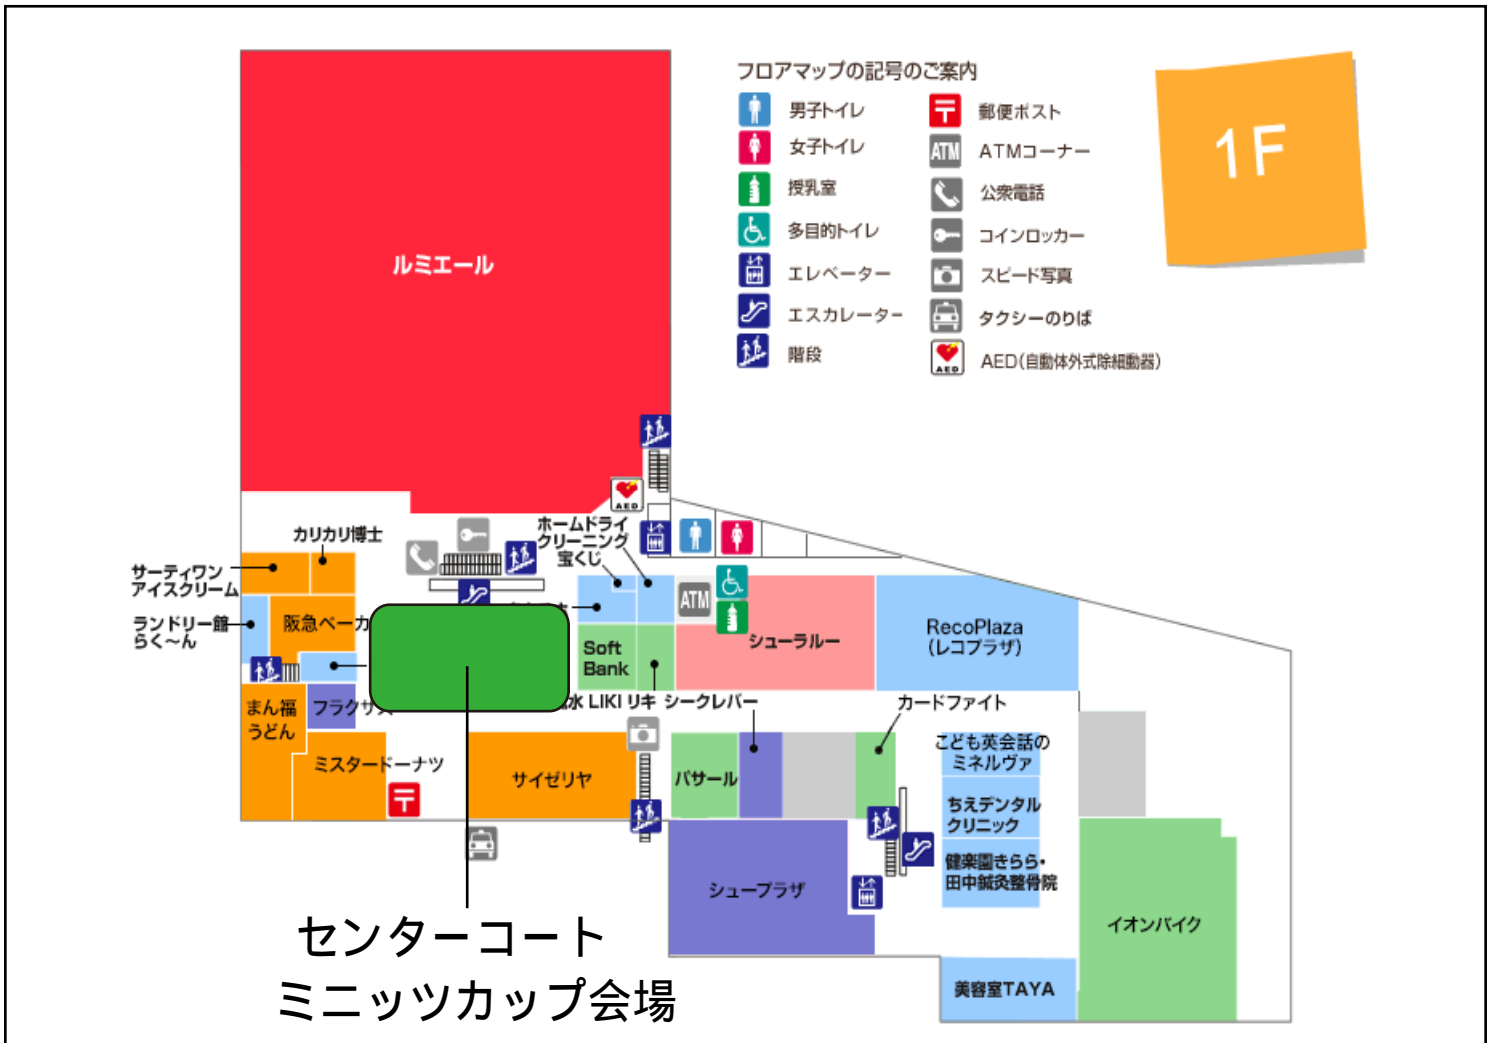 フロアマップの記号のご案内
男子トイレ
女子トイレ
授乳室
多目的トイレ
エレベーター
エスカレーター
階段
郵便ポスト
ATM
ATMコーナー
公衆電話
コインロッカー
スピード写真
タクシーのりば
AED
AED(自動体外式除細動器)
1F
ルミエール
AED
カリカリ博士
ホームドライ
クリーニング
宝くじ
サーティワン
アイスクリーム
ランドリー館
らく〜ん
阪急ベーカ
ATM
Soft
Bank
シューラルー
RecoPlaza
(レコプラザ)
まん福
うどん
フラクサス
水 LIKI リキ
シークレバー
カードファイト
ミスタードーナツ
サイゼリヤ
パサール
こども英会話の
ミネルヴァ
ちえデンタル
クリニック
健楽園きらら・
田中鍼灸整骨院
シュープラザ
イオンバイク
美容室TAYA
センターコート
ミニッツカップ会場